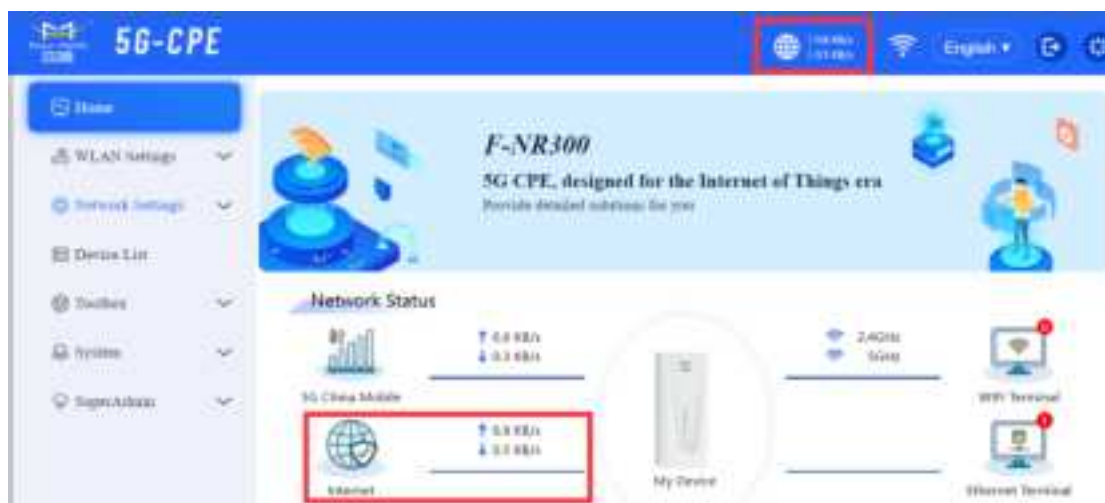 5G-CPE
English
Home
WLAN Settings
Network Settings
Device List
Toolbox
System
SuperAdmin
F-NR300
5G CPE, designed for the Internet of Things era
Provide detailed solutions for you
Network Status
5G China Mobile
2.4GHz
5GHz
WIFI Terminal
Internet
My Device
Ethernet Terminal